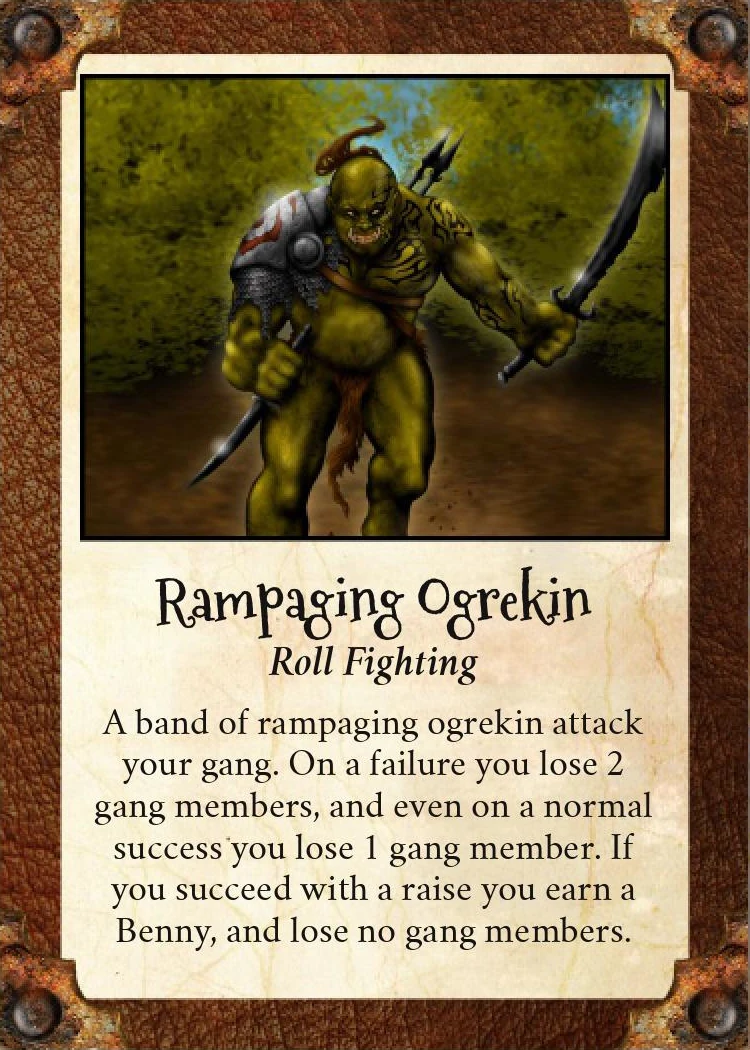 Rampaging Ogrekin
Roll Fighting
A band of rampaging ogrekin attack
your gang. On a failure you lose 2
gang members, and even on a normal
success you lose 1 gang member. If
you succeed with a raise you earn a
Benny, and lose no gang members.